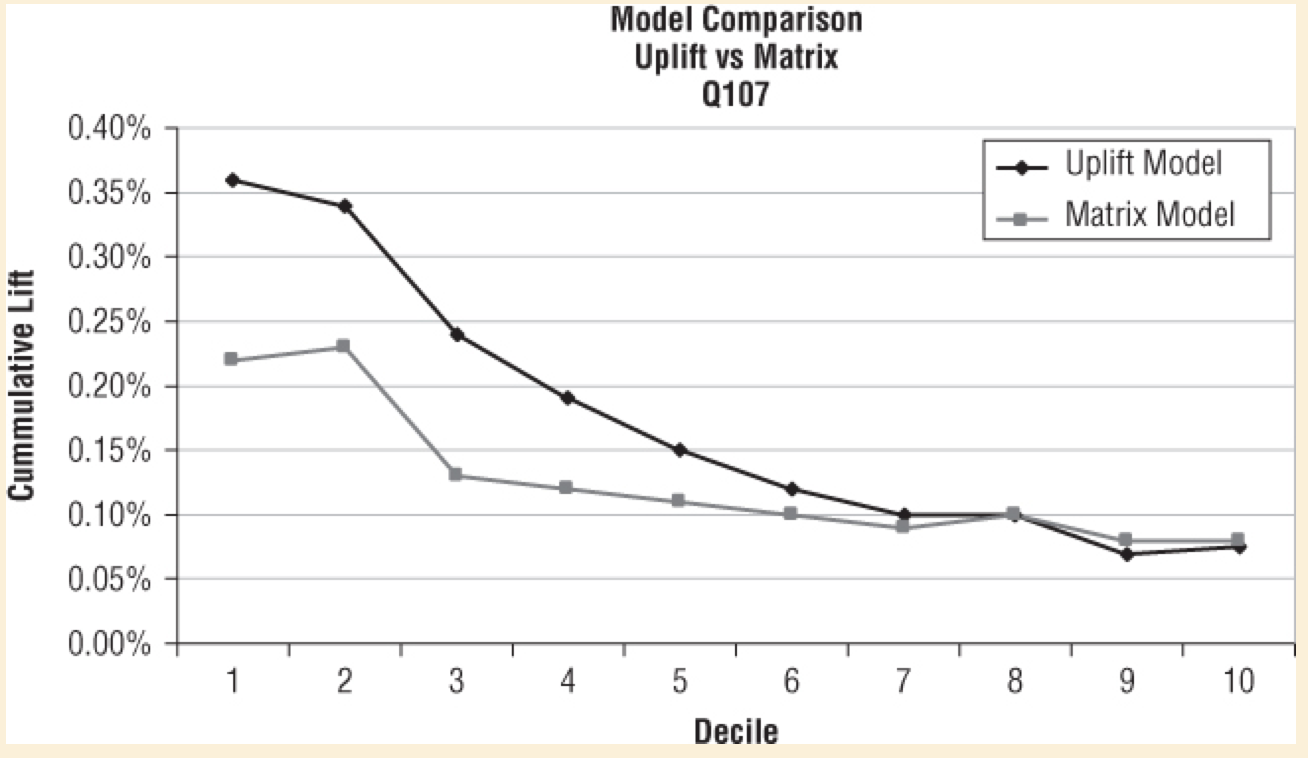 Model Comparison
Uplift vs Matrix
Q107
0.40%
0.35%
0.30%
0.25%
0.20%
0.15%
0.10%
0.05%
0.00%
Cummulative Lift
Uplift Model
Matrix Model
1 2 3 4 5 6 7 8 9 10
Decile